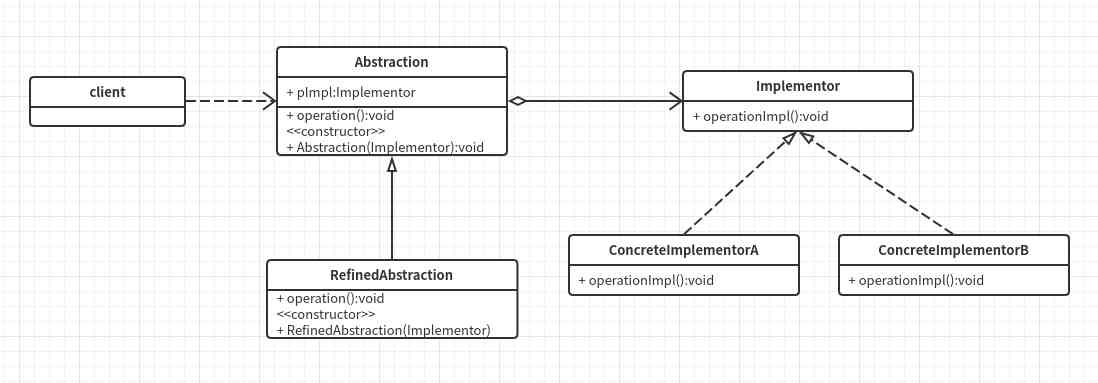 client
Abstraction
+ pImpl:Implementor
+ operation():void
<<constructor>>
+ Abstraction(Implementor):void
Implementor
+ operationImpl():void
RefinedAbstraction
+ operation():void
<<constructor>>
+ RefinedAbstraction(Implementor)
ConcreteImplementorA
+ operationImpl():void
ConcreteImplementorB
+ operationImpl():void